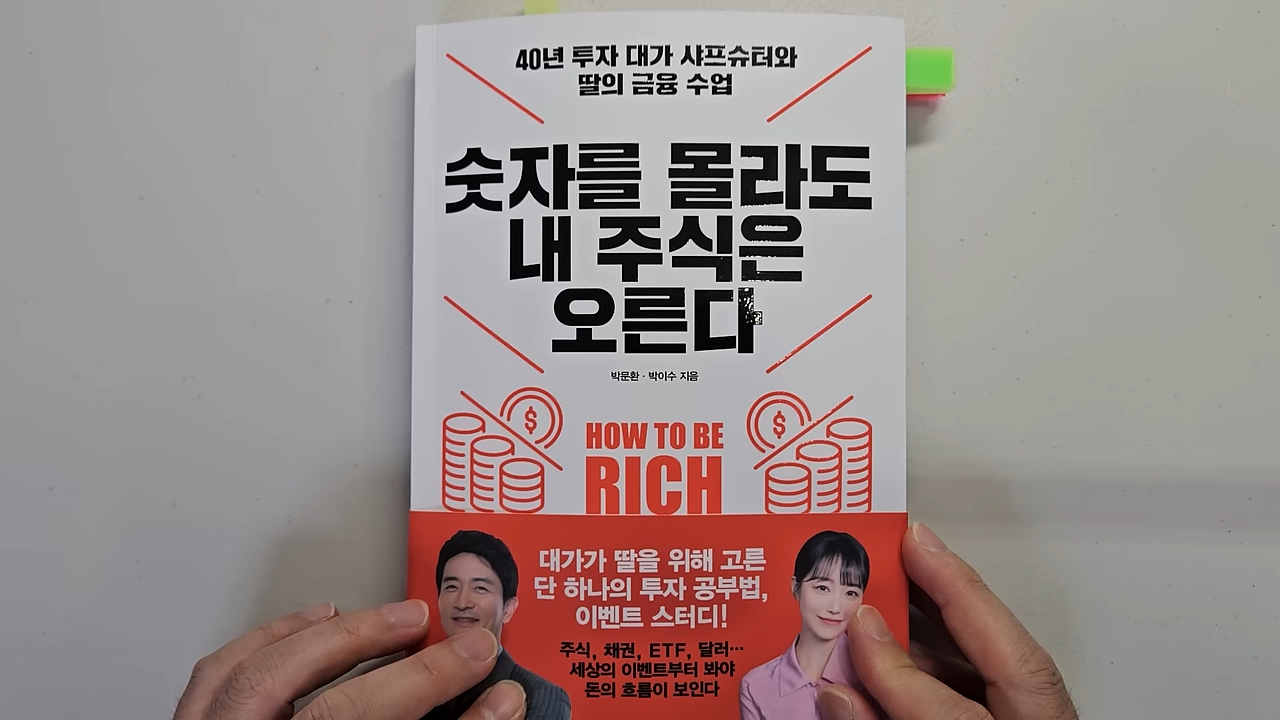 40년 투자 대가 샤프슈터와
딸의 금융 수업
숫자를 몰라도
내 주식은
오른다
박문환 · 박이수 지음
$
$
HOW TO BE
RICH
대가가 딸을 위해 고른
단 하나의 투자 공부법,
이벤트 스터디!
주식, 채권, ETF, 달러…
세상의 이벤트부터 봐야
돈의 흐름이 보인다